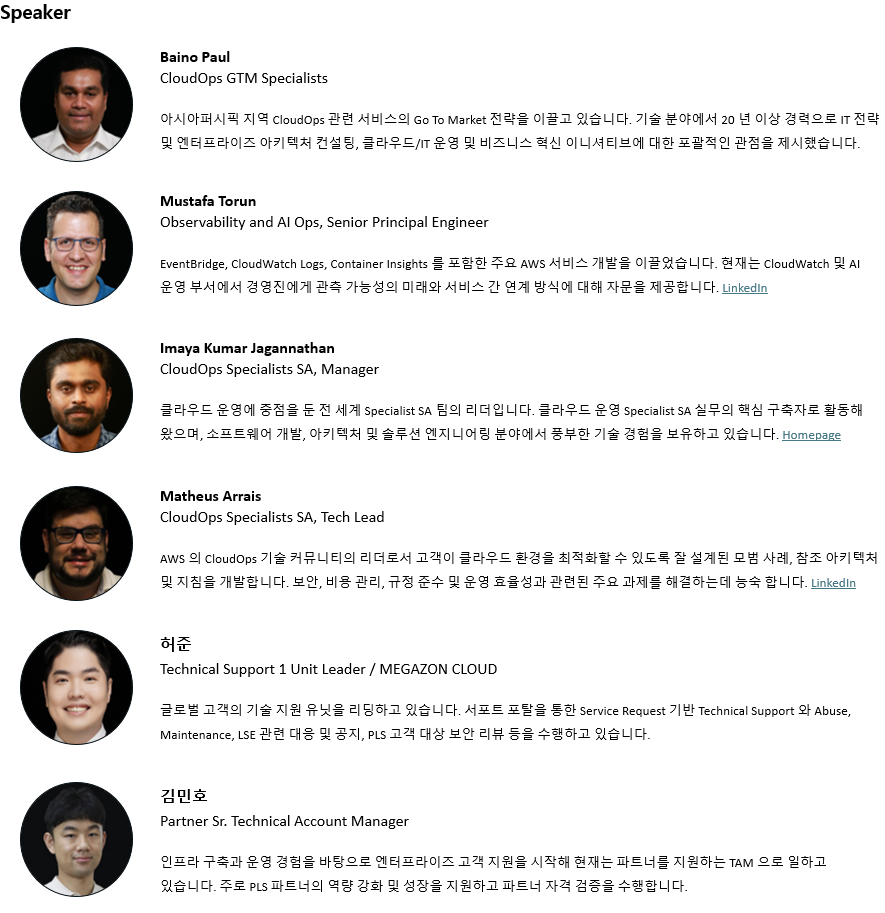 Speaker
Baino Paul
CloudOps GTM Specialists
아시아퍼시픽 지역 CloudOps 관련 서비스의 Go To Market 전략을 이끌고 있습니다. 기술 분야에서 20 년 이상 경력으로 IT 전략
및 엔터프라이즈 아키텍처 컨설팅, 클라우드/IT 운영 및 비즈니스 혁신 이니셔티브에 대한 포괄적인 관점을 제시했습니다.
Mustafa Torun
Observability and AI Ops, Senior Principal Engineer
EventBridge, CloudWatch Logs, Container Insights 를 포함한 주요 AWS 서비스 개발을 이끌었습니다. 현재는 CloudWatch 및 AI
운영 부서에서 경영진에게 관측 가능성의 미래와 서비스 간 연계 방식에 대해 자문을 제공합니다. LinkedIn
Imaya Kumar Jagannathan
CloudOps Specialists SA, Manager
클라우드 운영에 중점을 둔 전 세계 Specialist SA 팀의 리더입니다. 클라우드 운영 Specialist SA 실무의 핵심 구축자로 활동해
왔으며, 소프트웨어 개발, 아키텍처 및 솔루션 엔지니어링 분야에서 풍부한 기술 경험을 보유하고 있습니다. Homepage
Matheus Arrais
CloudOps Specialists SA, Tech Lead
AWS 의 CloudOps 기술 커뮤니티의 리더로서 고객이 클라우드 환경을 최적화할 수 있도록 잘 설계된 모범 사례, 참조 아키텍처
및 지침을 개발합니다. 보안, 비용 관리, 규정 준수 및 운영 효율성과 관련된 주요 과제를 해결하는데 능숙 합니다. LinkedIn
허준
Technical Support 1 Unit Leader / MEGAZON CLOUD
글로벌 고객의 기술 지원 유닛을 리딩하고 있습니다. 서포트 포탈을 통한 Service Request 기반 Technical Support 와 Abuse,
Maintenance, LSE 관련 대응 및 공지, PLS 고객 대상 보안 리뷰 등을 수행하고 있습니다.
김민호
Partner Sr. Technical Account Manager
인프라 구축과 운영 경험을 바탕으로 엔터프라이즈 고객 지원을 시작해 현재는 파트너를 지원하는 TAM 으로 일하고
있습니다. 주로 PLS 파트너의 역량 강화 및 성장을 지원하고 파트너 자격 검증을 수행합니다.